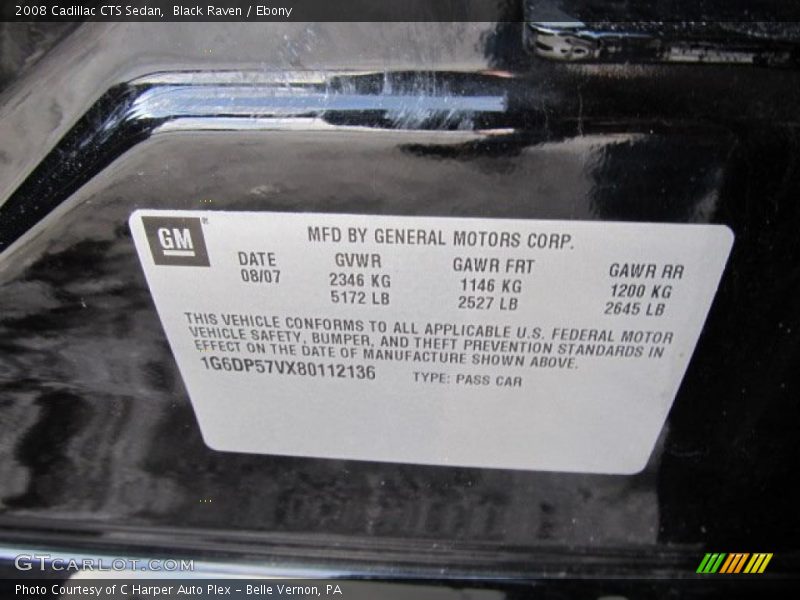 2008 Cadillac CTS Sedan, Black Raven / Ebony
GM
MFD BY GENERAL MOTORS CORP.
DATE GVWR GAWR FRT GAWR RR
08/07 2346 KG 1146 KG 1200 KG
5172 LB 2527 LB 2645 LB
THIS VEHICLE CONFORMS TO ALL APPLICABLE U.S. FEDERAL MOTOR
VEHICLE SAFETY, BUMPER, AND THEFT PREVENTION STANDARDS IN
EFFECT ON THE DATE OF MANUFACTURE SHOWN ABOVE.
1G6DP57VX80112136 TYPE: PASS CAR
GTCARLOT.COM
Photo Courtesy of C Harper Auto Plex - Belle Vernon, PA